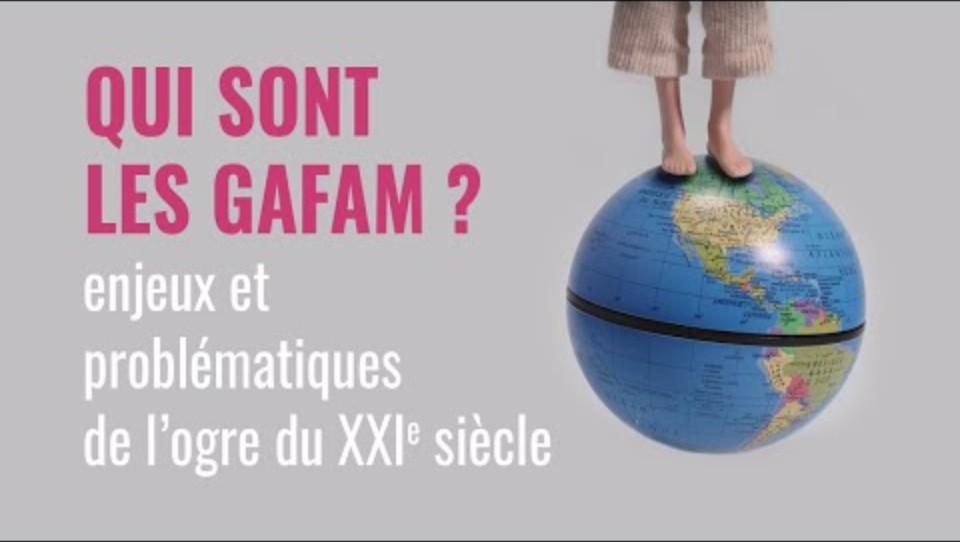 QUI SONT
LES GAFAM ?
enjeux et
problématiques
de l'ogre du XXIe siècle